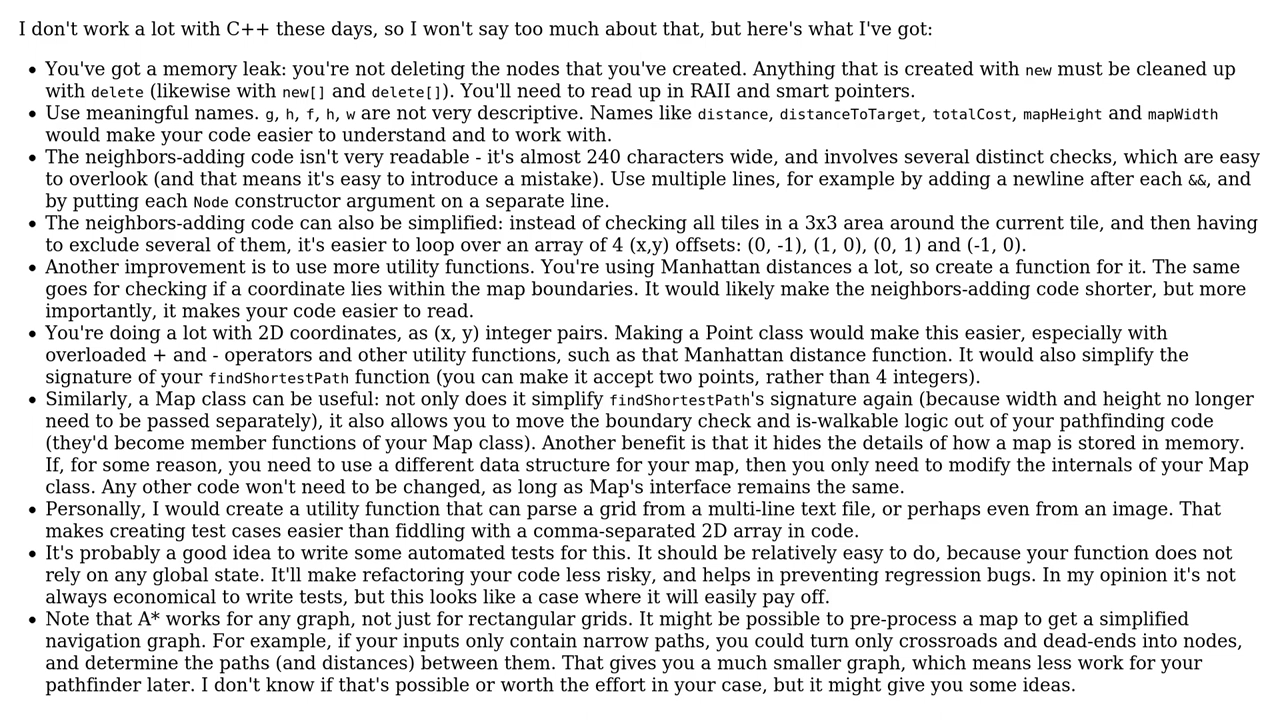 I don't work a lot with C++ these days, so I won't say too much about that, but here's what I've got:
• You've got a memory leak: you're not deleting the nodes that you've created. Anything that is created with new must be cleaned up
with delete (likewise with new[] and delete[]). You'll need to read up in RAII and smart pointers.
• Use meaningful names. g, h, f, h, w are not very descriptive. Names like distance, distanceToTarget, totalCost, mapHeight and mapWidth
would make your code easier to understand and to work with.
• The neighbors-adding code isn't very readable - it's almost 240 characters wide, and involves several distinct checks, which are easy
to overlook (and that means it's easy to introduce a mistake). Use multiple lines, for example by adding a newline after each &&, and
by putting each Node constructor argument on a separate line.
• The neighbors-adding code can also be simplified: instead of checking all tiles in a 3x3 area around the current tile, and then having
to exclude several of them, it's easier to loop over an array of 4 (x,y) offsets: (0, -1), (1, 0), (0, 1) and (-1, 0).
• Another improvement is to use more utility functions. You're using Manhattan distances a lot, so create a function for it. The same
goes for checking if a coordinate lies within the map boundaries. It would likely make the neighbors-adding code shorter, but more
importantly, it makes your code easier to read.
• You're doing a lot with 2D coordinates, as (x, y) integer pairs. Making a Point class would make this easier, especially with
overloaded + and - operators and other utility functions, such as that Manhattan distance function. It would also simplify the
signature of your findShortestPath function (you can make it accept two points, rather than 4 integers).
• Similarly, a Map class can be useful: not only does it simplify findShortestPath's signature again (because width and height no longer
need to be passed separately), it also allows you to move the boundary check and is-walkable logic out of your pathfinding code
(they'd become member functions of your Map class). Another benefit is that it hides the details of how a map is stored in memory.
If, for some reason, you need to use a different data structure for your map, then you only need to modify the internals of your Map
class. Any other code won't need to be changed, as long as Map's interface remains the same.
• Personally, I would create a utility function that can parse a grid from a multi-line text file, or perhaps even from an image. That
makes creating test cases easier than fiddling with a comma-separated 2D array in code.
• It's probably a good idea to write some automated tests for this. It should be relatively easy to do, because your function does not
rely on any global state. It'll make refactoring your code less risky, and helps in preventing regression bugs. In my opinion it's not
always economical to write tests, but this looks like a case where it will easily pay off.
• Note that A* works for any graph, not just for rectangular grids. It might be possible to pre-process a map to get a simplified
navigation graph. For example, if your inputs only contain narrow paths, you could turn only crossroads and dead-ends into nodes,
and determine the paths (and distances) between them. That gives you a much smaller graph, which means less work for your
pathfinder later. I don't know if that's possible or worth the effort in your case, but it might give you some ideas.